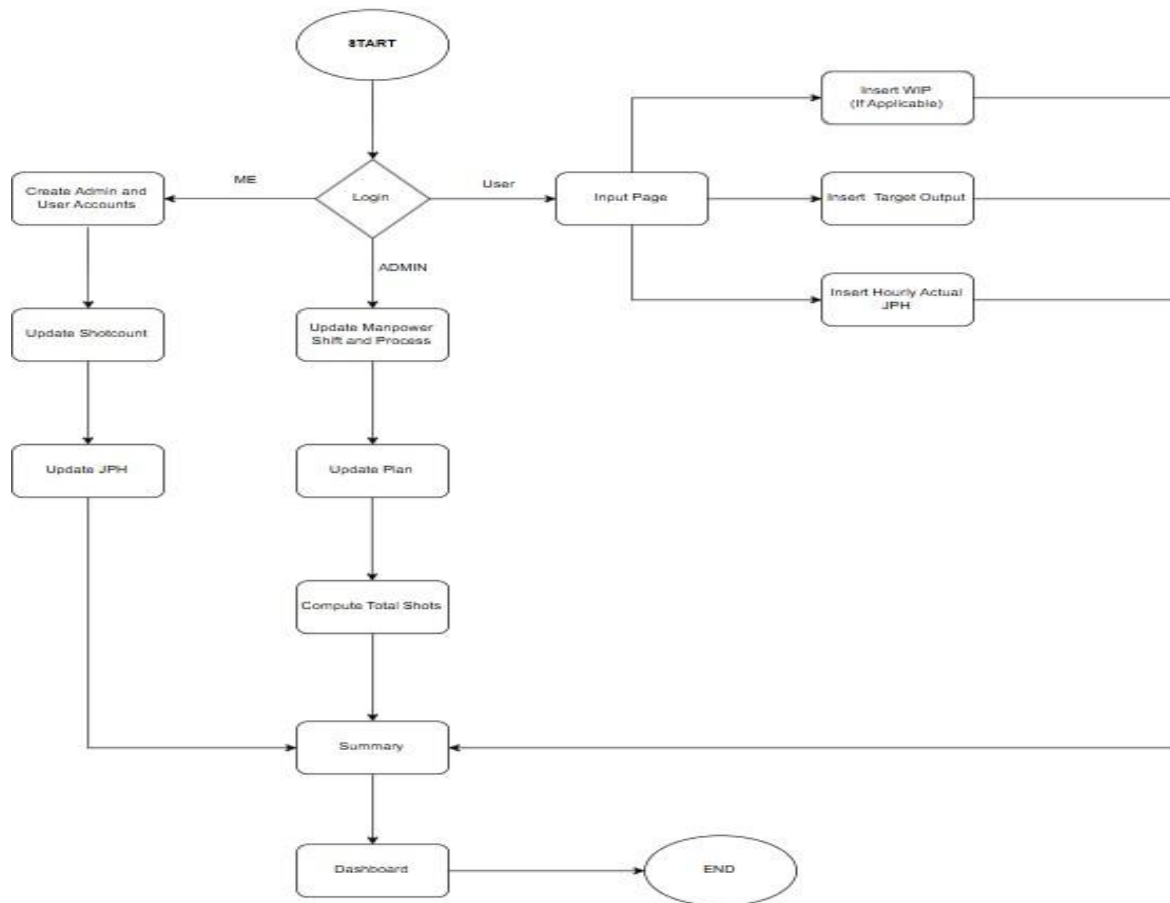 START
Insert WIP
(If Applicable)
ME
User
Create Admin and
User Accounts
Login
Input Page
Insert Target Output
ADMIN
Insert Hourly Actual
JPH
Update Shotcount
Update Manpower
Shift and Process
Update JPH
Update Plan
Compute Total Shots
Summary
Dashboard
END